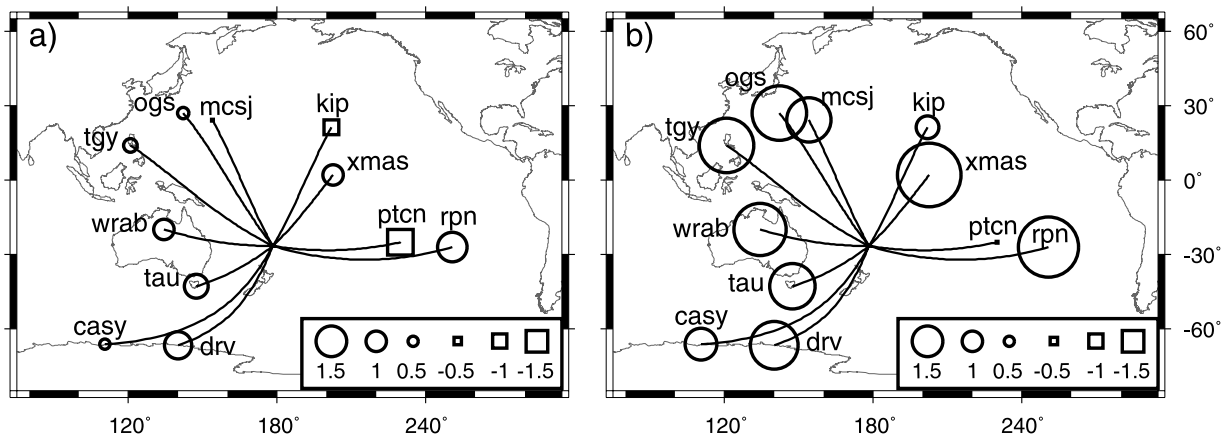 a)
ogs
mcsj
kip
tgy
xmas
wrab
ptcn
rpn
tau
casy
drv
1.5 1 0.5 -0.5 -1 -1.5
120° 180° 240°
b)
ogs
mcsj
kip
tgy
xmas
wrab
ptcn
rpn
tau
casy
drv
1.5 1 0.5 -0.5 -1 -1.5
120° 180° 240°
60°
30°
0°
-30°
-60°